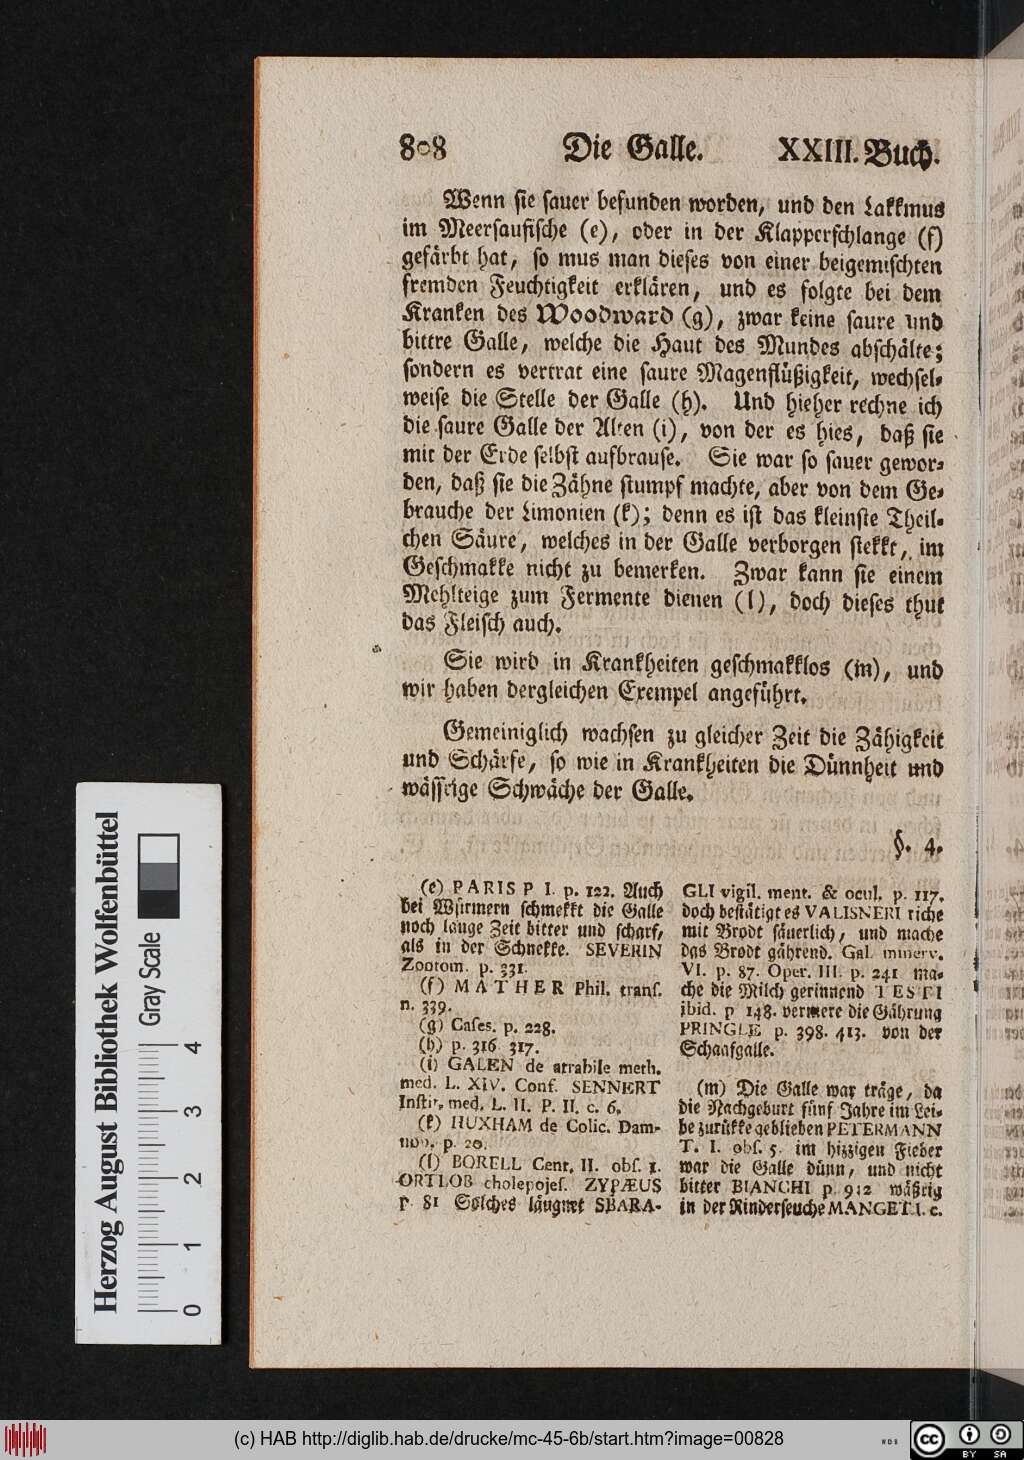 808 Die Galle. XXIII. Buch.
Wenn sie sauer befunden worden, und den Lakkmus
im Meersaufische (e), oder in der Klapperschlange (f)
gefärbt hat, so mus man dieses von einer beigemischten
fremden Feuchtigkeit erklären, und es folgte bei dem
Kranken des Woodward (g), zwar keine saure und
bittre Galle, welche die Haut des Mundes abschälte;
sondern es vertrat eine saure Magenflüßigkeit, wechsel-
weise die Stelle der Galle (h). Und hieher rechne ich
die saure Galle der Alten (i), von der es hies, daß sie
mit der Erde selbst aufbrause. Sie war so sauer gewor-
den, daß sie die Zähne stumpf machte, aber von dem Ge-
brauche der Limonien (k); denn es ist das kleinste Theil-
chen Säure, welches in der Galle verborgen stekkt, im
Geschmakke nicht zu bemerken. Zwar kann sie einem
Mehlteige zum Fermente dienen (l), doch dieses thut
das Fleisch auch.
Sie wird in Krankheiten geschmakklos (m), und
wir haben dergleichen Exempel angeführt.
Gemeiniglich wachsen zu gleicher Zeit die Zähigkeit
und Schärfe, so wie in Krankheiten die Dünnheit und
wässrige Schwäche der Galle.
§. 4.
(e) PARIS P I. p. 122. Auch
bei Würmern schmekkt die Galle
noch lange Zeit bitter und scharf,
als in der Schnekke. SEVERIN
Zootom. p. 331.
(f) MATHER Phil. trans.
n. 339.
(g) Cases. p. 228.
(h) p. 316. 317.
(i) GALEN de atrabile meth.
med. L. XIV. Conf. SENNERT
Instit. med. L. II. P. II. c. 6.
(k) HUXHAM de Colic. Dam-
non. p. 20.
(l) BORELL Cent. II. obs. 1.
ORTLOB cholepojes. ZYPÆUS
p. 81 Solches läugnet SBARA-
GLI vigil. ment. & ocul. p. 117.
doch bestätigt es VALISNERI riche
mit Brodt säuerlich, und mache
das Brodt gährend. Gal. minerv.
VI. p. 87. Oper. III. p. 241 ma-
che die Milch gerinnend TESTI
ibid. p 148. vermere die Gährung
PRINGLE p. 398. 413. von der
Schaafgalle.
(m) Die Galle war träge, da
die Nachgeburt fünf Jahre im Lei-
be zurükke geblieben PETERMANN
T. I. obs. 5. im hizzigen Fieber
war die Galle dünn, und nicht
bitter BIANCHI p. 912 wäßrig
in der Rinderseuche MANGET.I. c.
Herzog August Bibliothek Wolfenbüttel
Gray Scale
0 1 2 3 4
(c) HAB http://diglib.hab.de/drucke/mc-45-6b/start.htm?image=00828
cc BY SA